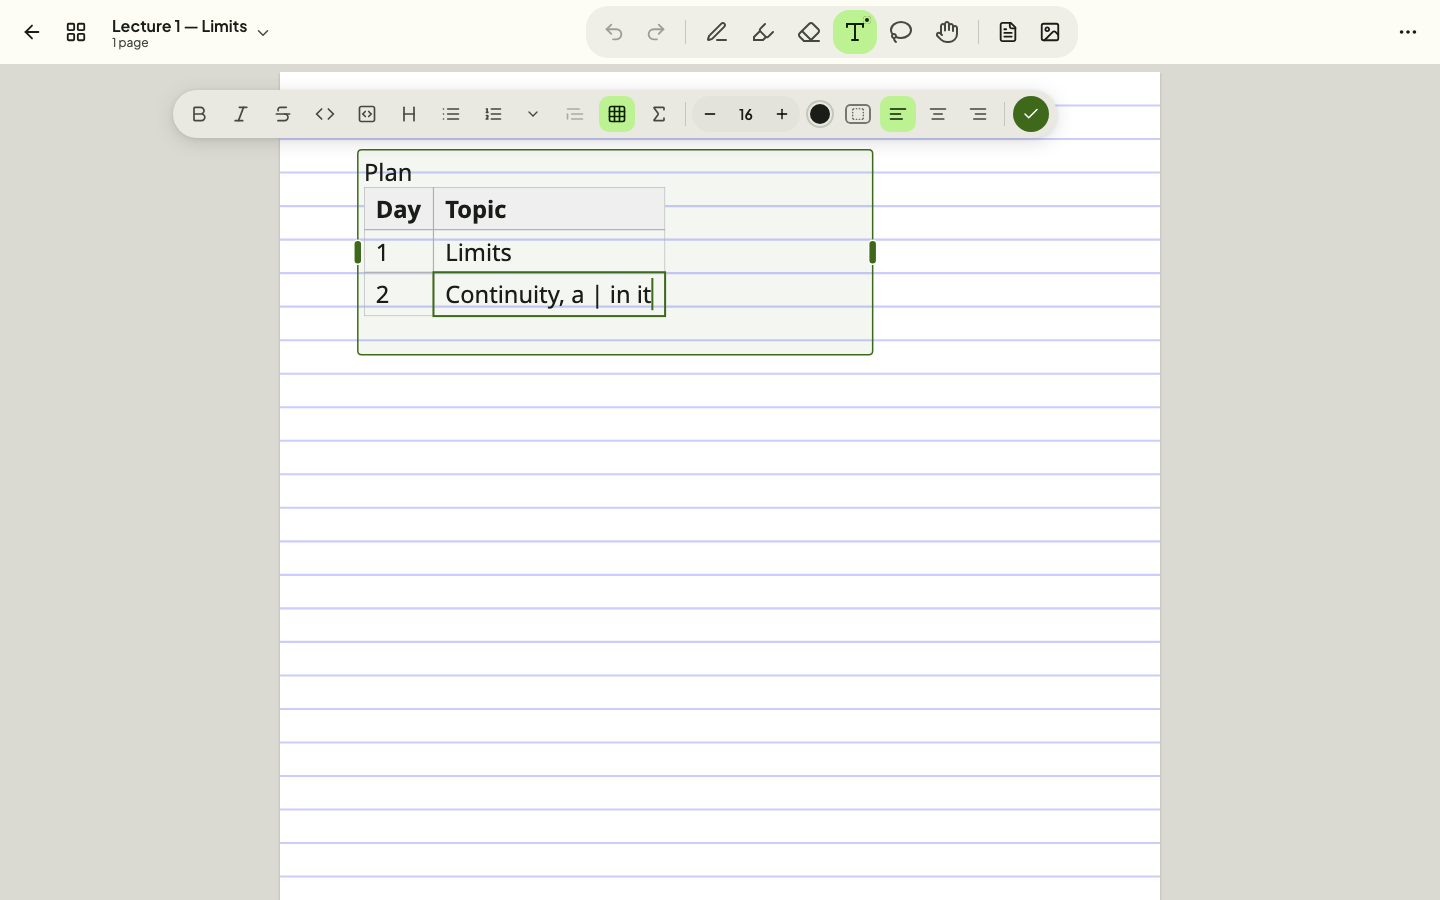 Lecture 1 — Limits
1 page
16
Plan
Day Topic
1 Limits
2 Continuity, a | in it